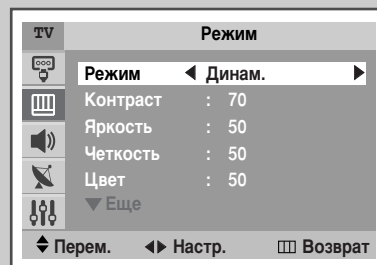 TV Режим
Режим ◀ Динам. ▶
Контраст : 70
Яркость : 50
Четкость : 50
Цвет : 50
▼ Еще
Перем. Настр. Возврат